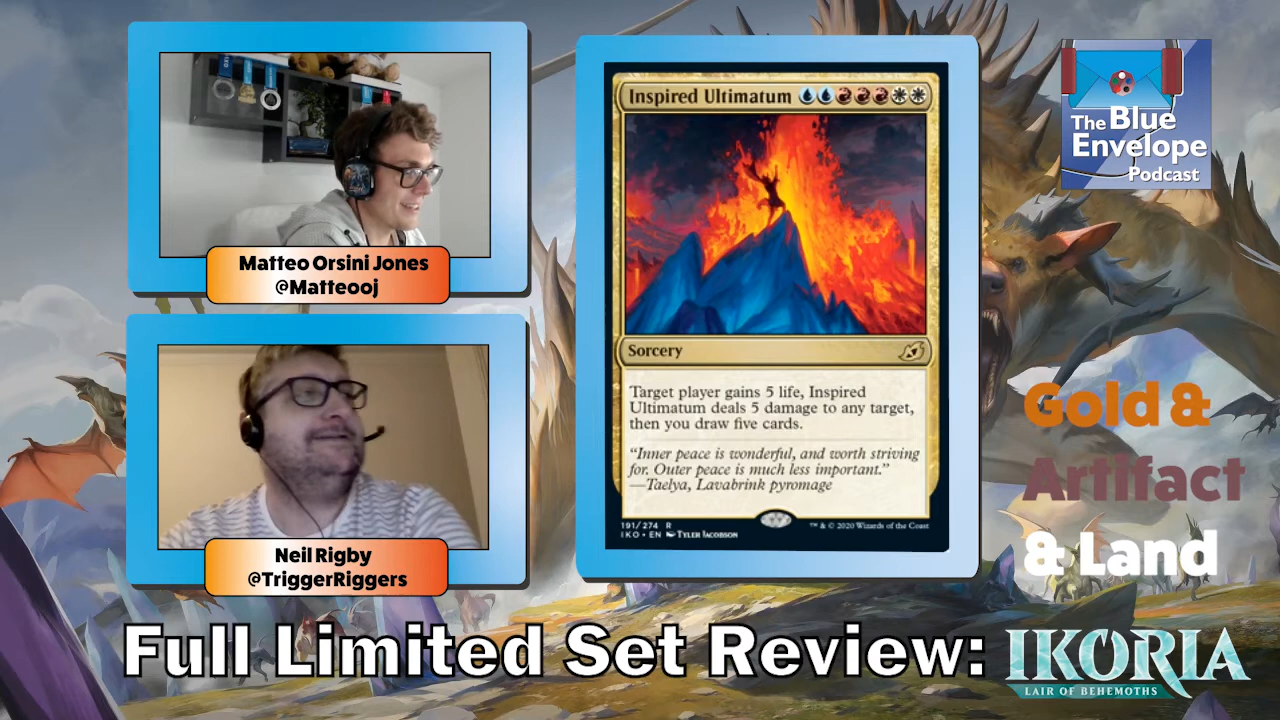 Matteo Orsini Jones
@Matteooj
Neil Rigby
@TriggerRiggers
Inspired Ultimatum
Sorcery
Target player gains 5 life, Inspired
Ultimatum deals 5 damage to any target,
then you draw five cards.
“Inner peace is wonderful, and worth striving
for. Outer peace is much less important.”
—Taelya, Lavabrink pyromage
191/274 R
IKO • EN Tyler Jacobson
™ & © 2020 Wizards of the Coast
The Blue
Envelope
Podcast
Gold &
Artifact
& Land
Full Limited Set Review:
IKORIA
LAIR OF BEHEMOTHS